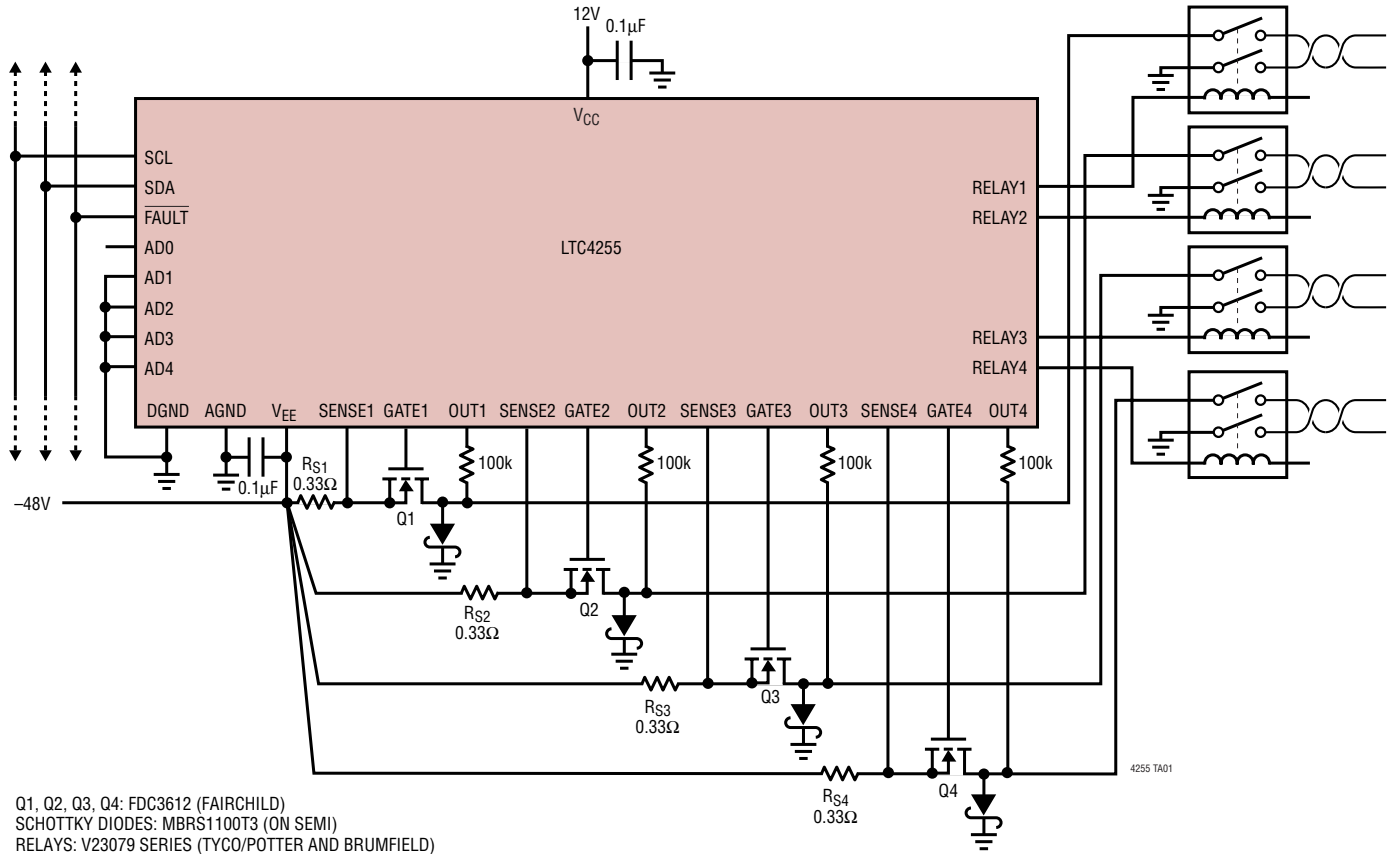 12V
0.1µF
VCC
SCL
SDA
FAULT
AD0
AD1
AD2
AD3
AD4
LTC4255
RELAY1
RELAY2
RELAY3
RELAY4
DGND AGND VEE SENSE1 GATE1 OUT1 SENSE2 GATE2 OUT2 SENSE3 GATE3 OUT3 SENSE4 GATE4 OUT4
100k 100k 100k 100k
0.1µF
RS1
0.33Ω
–48V
Q1
RS2
0.33Ω
Q2
RS3
0.33Ω
Q3
RS4
0.33Ω
Q4
4255 TA01
Q1, Q2, Q3, Q4: FDC3612 (FAIRCHILD)
SCHOTTKY DIODES: MBRS1100T3 (ON SEMI)
RELAYS: V23079 SERIES (TYCO/POTTER AND BRUMFIELD)